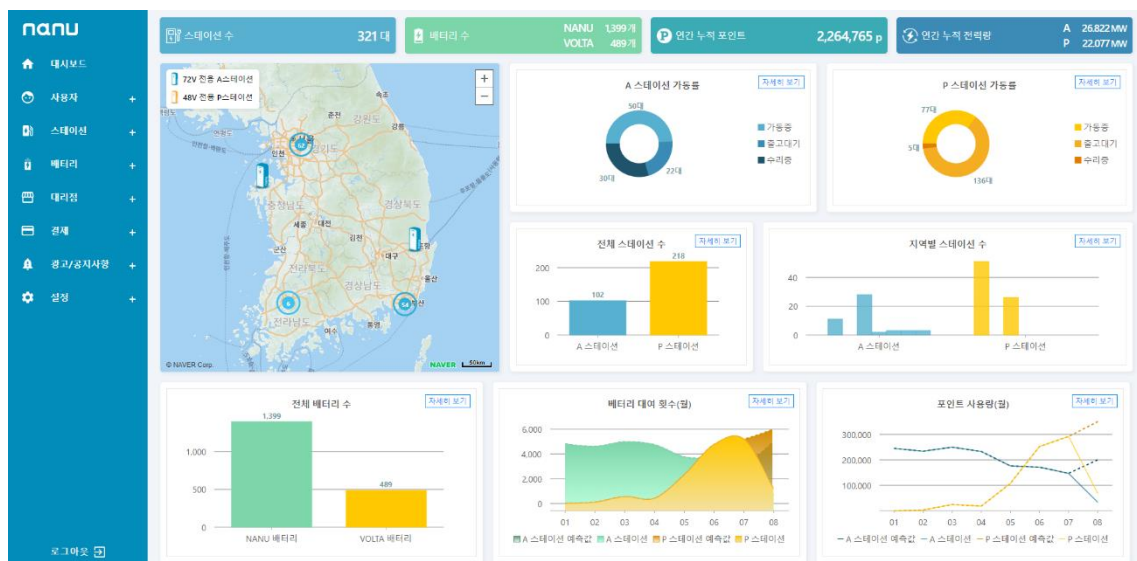 nanu
대시보드
사용자 +
스테이션 +
베터리 +
대리점 +
결제 +
광고/공지사항 +
설정 +
로그아웃
스테이션 수 321 대
베터리 수 NANU 1,399 개
VOLTA 489 개
연간 누적 포인트 2,264,765 p
연간 누적 전력량 A 26.822 MW
P 22.077 MW
72V 전용 A스테이션
48V 전용 P스테이션
+
−
속초
춘천
강원도
강릉
인천
62
충청남도
경상북도
세종
대전
김천
군산
대구
포항
전라북도
경상남도
울산
6
54
부산
전라남도
여수
통영
© NAVER Corp.
NAVER 50km
A 스테이션 가동률
자세히 보기
50대
22대
30대
가동중
출고대기
수리중
P 스테이션 가동률
자세히 보기
77대
5대
136대
가동중
출고대기
수리중
전체 스테이션 수
자세히 보기
200
100
0
102
218
A 스테이션
P 스테이션
지역별 스테이션 수
자세히 보기
40
20
0
A 스테이션
P 스테이션
전체 배터리 수
자세히 보기
1,399
1,000
500
0
489
NANU 배터리
VOLTA 배터리
베터리 대여 횟수(월)
자세히 보기
6,000
4,000
2,000
0
01 02 03 04 05 06 07 08
A 스테이션 예측값 A 스테이션 P 스테이션 예측값 P 스테이션
포인트 사용량(월)
자세히 보기
300,000
200,000
100,000
01 02 03 04 05 06 07 08
A 스테이션 예측값 A 스테이션 P 스테이션 예측값 P 스테이션